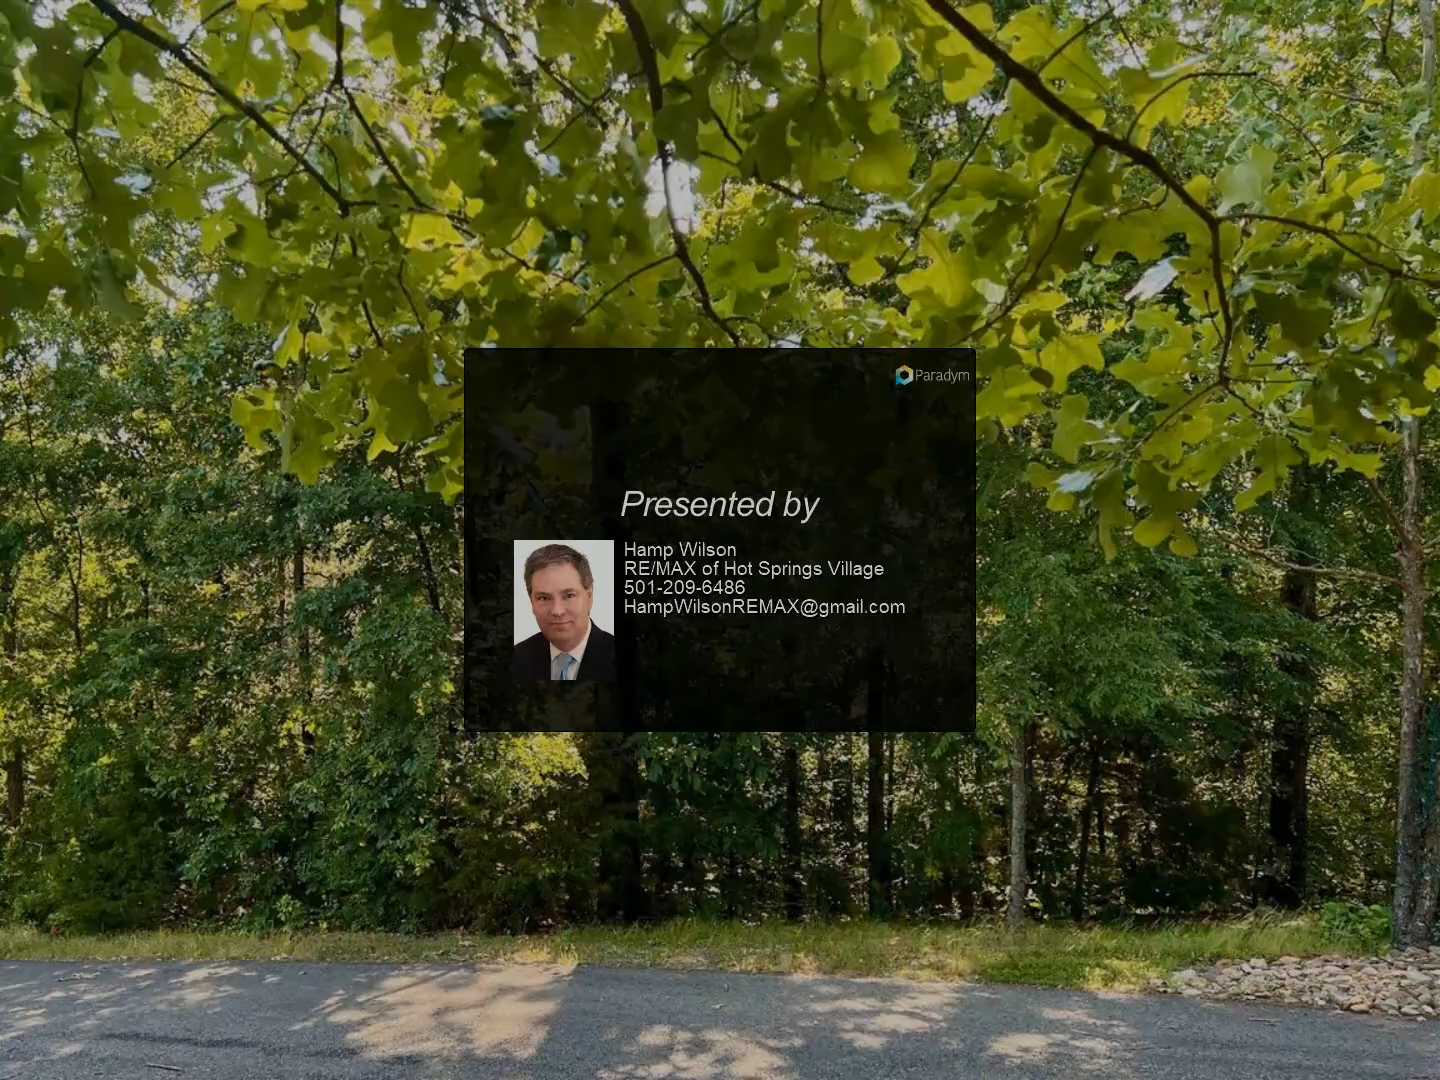 Paradym
Presented by
Hamp Wilson
RE/MAX of Hot Springs Village
501-209-6486
HampWilsonREMAX@gmail.com